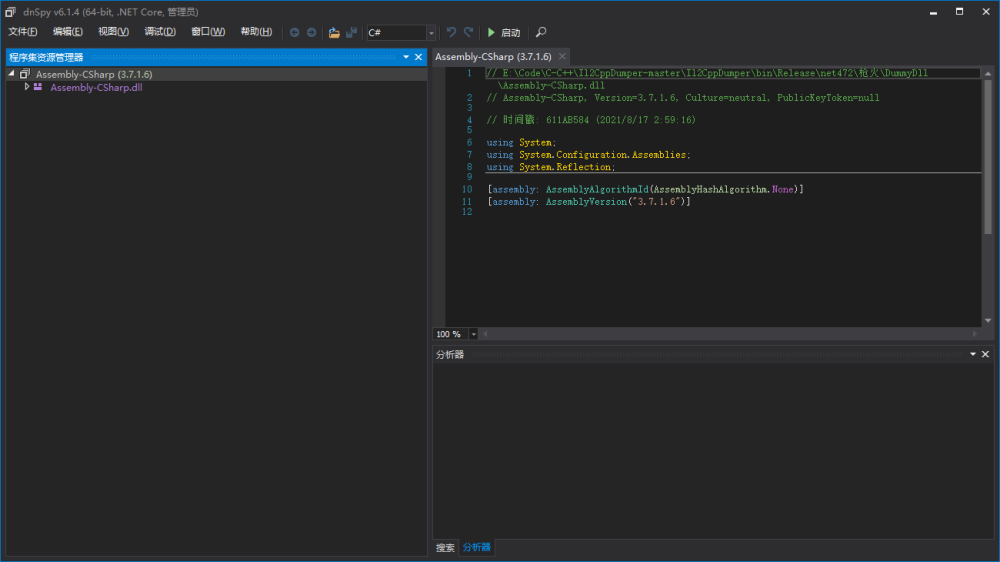 dnSpy v6.1.4 (64-bit, .NET Core, 管理员)
文件(F) 编辑(E) 视图(V) 调试(D) 窗口(W) 帮助(H) C# 启动
程序集资源管理器
Assembly-CSharp (3.7.1.6)
Assembly-CSharp.dll
Assembly-CSharp (3.7.1.6)
1 // E:\Code\C-C++\Il2CppDumper-master\Il2CppDumper\bin\Release\net472\枪火\DummyDll
\Assembly-CSharp.dll
2 // Assembly-CSharp, Version=3.7.1.6, Culture=neutral, PublicKeyToken=null
3
4 // 时间戳: 611AB584 (2021/8/17 2:59:16)
5
6 using System;
7 using System.Configuration.Assemblies;
8 using System.Reflection;
9
10 [assembly: AssemblyAlgorithmId(AssemblyHashAlgorithm.None)]
11 [assembly: AssemblyVersion("3.7.1.6")]
12
100 %
分析器
搜索 分析器